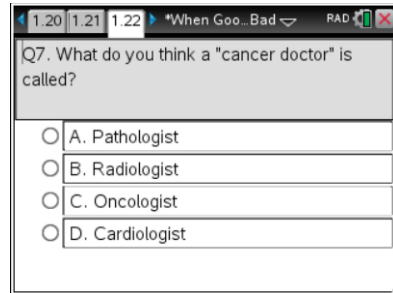 1.20 1.21 1.22 *When Goo...Bad RAD
Q7. What do you think a "cancer doctor" is
called?
A. Pathologist
B. Radiologist
C. Oncologist
D. Cardiologist